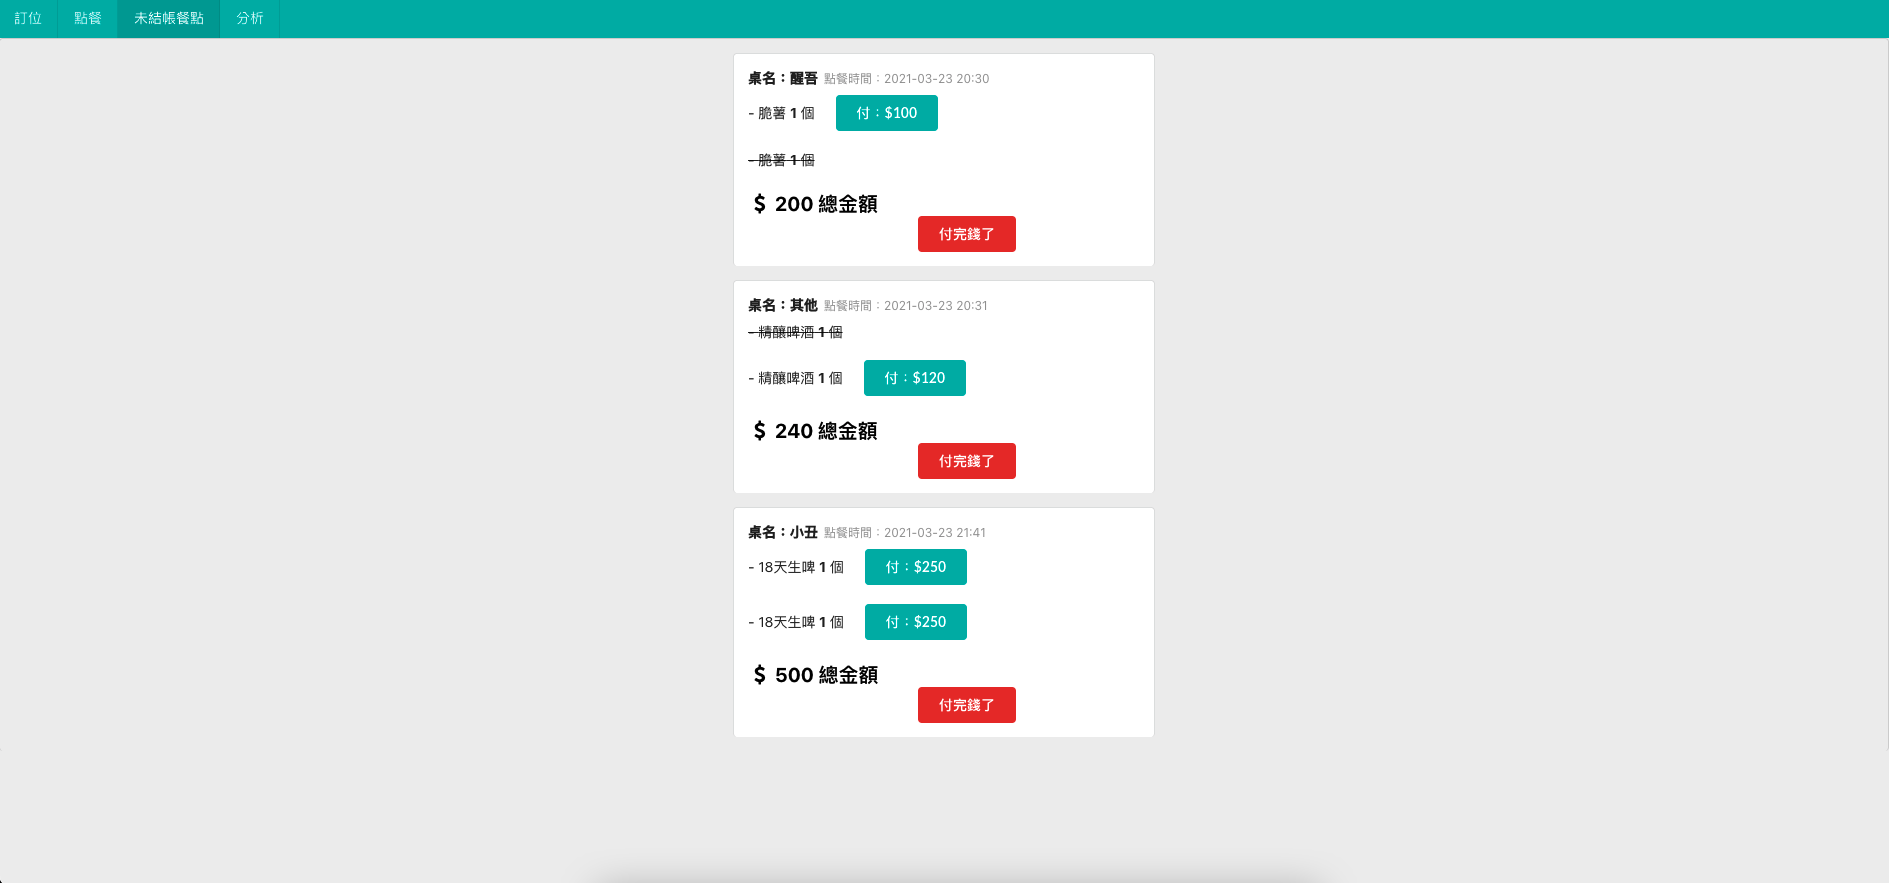 訂位 點餐 未結帳餐點 分析
桌名：醒吾 點餐時間：2021-03-23 20:30
- 脆薯 1 個 付：$100
- 脆薯 1 個
$ 200 總金額
付完錢了
桌名：其他 點餐時間：2021-03-23 20:31
- 精釀啤酒 1 個
- 精釀啤酒 1 個 付：$120
$ 240 總金額
付完錢了
桌名：小丑 點餐時間：2021-03-23 21:41
- 18天生啤 1 個 付：$250
- 18天生啤 1 個 付：$250
$ 500 總金額
付完錢了